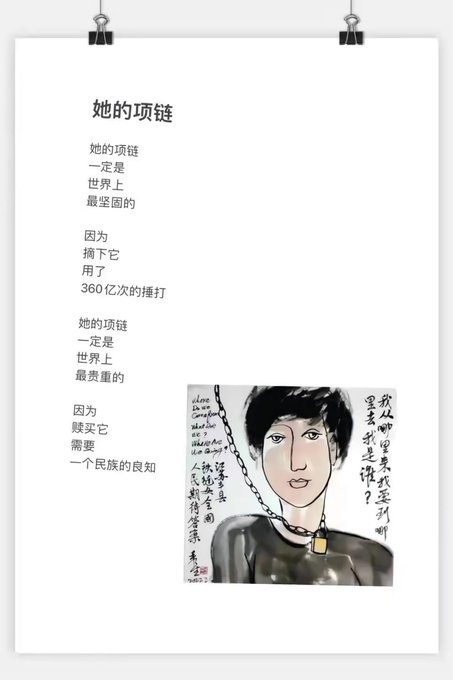 她的项链
她的项链
一定是
世界上
最坚固的
因为
摘下它
用了
360亿次的捶打
她的项链
一定是
世界上
最贵重的
因为
赎买它
需要
一个民族的良知
我从哪里来我要到哪
里去我是谁？
Where
Do We
Come From
What Are
We?
Where Are
We Going?
江苏丰县
铁链女全国
人民期待答案